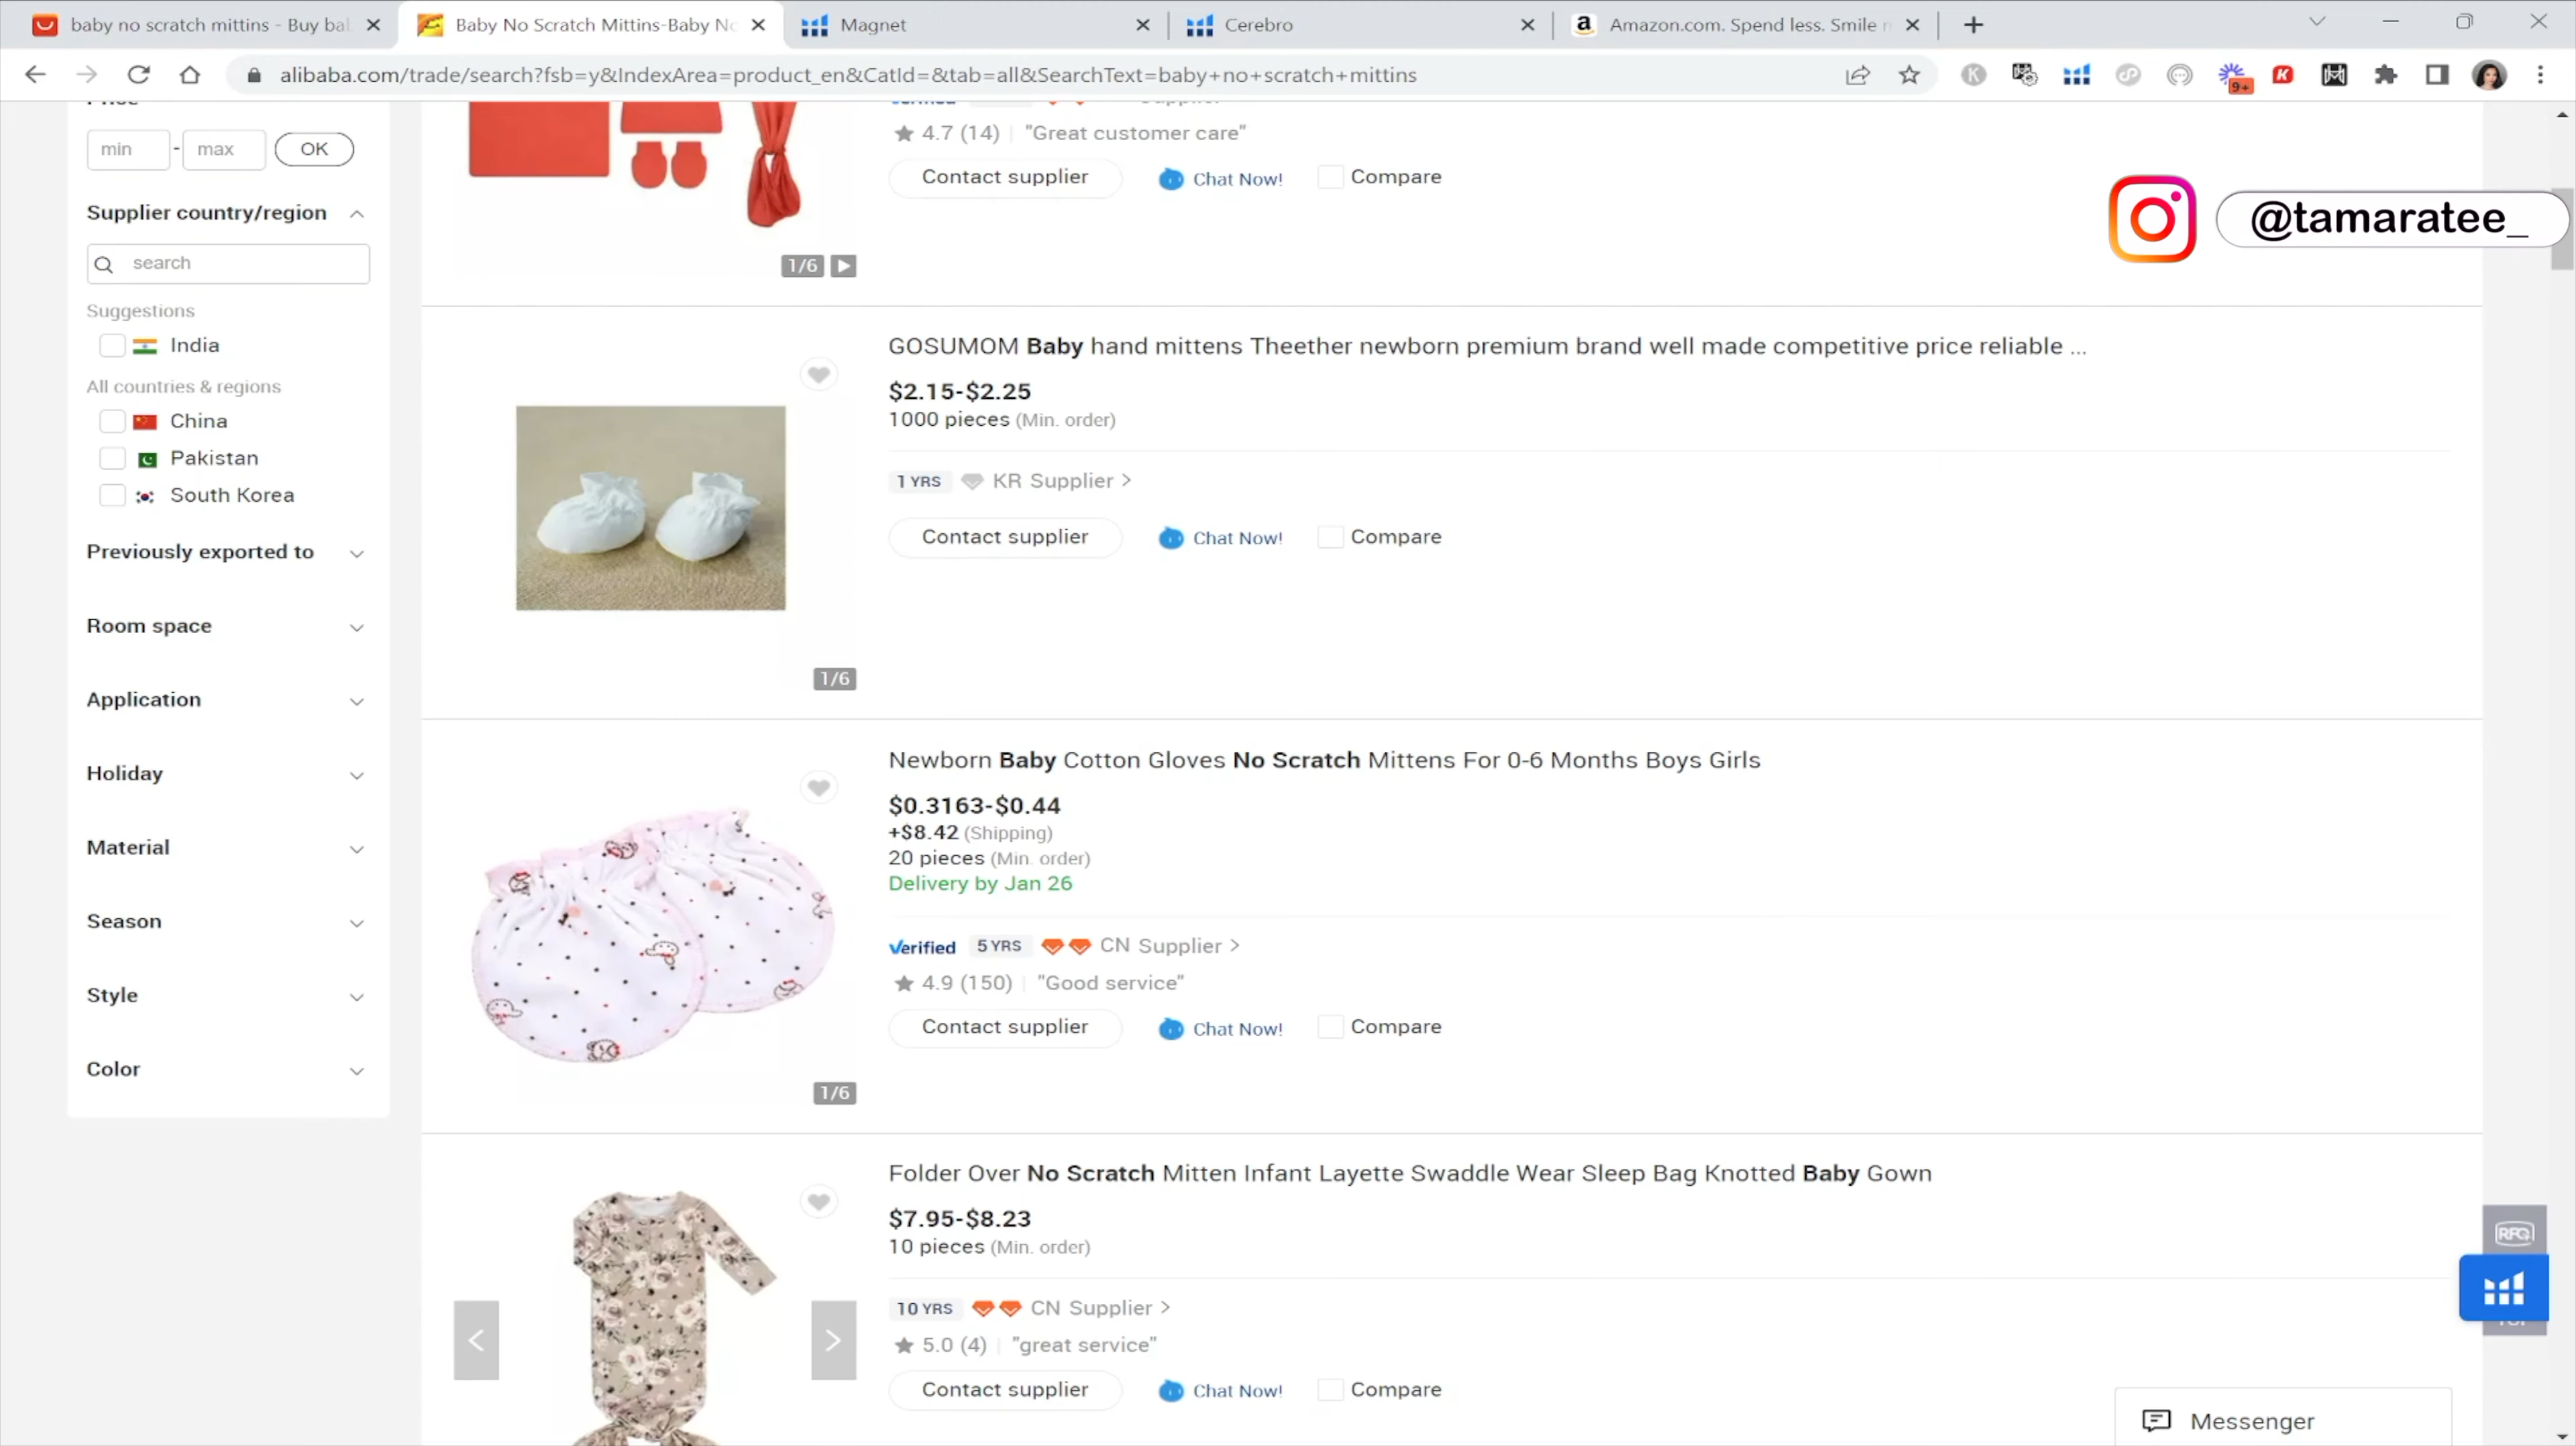 baby no scratch mittins - Buy bab
Baby No Scratch Mittins-Baby No
Magnet
Cerebro
Amazon.com. Spend less. Smile m
alibaba.com/trade/search?fsb=y&IndexArea=product_en&CatId=&tab=all&SearchText=baby+no+scratch+mittins
9+
Price
min - max OK
Supplier country/region
search
Suggestions
India
All countries & regions
China
Pakistan
South Korea
Previously exported to
Room space
Application
Holiday
Material
Season
Style
Color
Verified
Supplier
4.7 (14) "Great customer care"
Contact supplier Chat Now! Compare
1/6
@tamaratee_
GOSUMOM Baby hand mittens Theether newborn premium brand well made competitive price reliable ...
$2.15-$2.25
1000 pieces (Min. order)
1 YRS KR Supplier >
Contact supplier Chat Now! Compare
1/6
Newborn Baby Cotton Gloves No Scratch Mittens For 0-6 Months Boys Girls
$0.3163-$0.44
+$8.42 (Shipping)
20 pieces (Min. order)
Delivery by Jan 26
Verified 5 YRS CN Supplier >
4.9 (150) "Good service"
Contact supplier Chat Now! Compare
1/6
Folder Over No Scratch Mitten Infant Layette Swaddle Wear Sleep Bag Knotted Baby Gown
$7.95-$8.23
10 pieces (Min. order)
10 YRS CN Supplier >
5.0 (4) "great service"
Contact supplier Chat Now! Compare
RFQ
Messenger